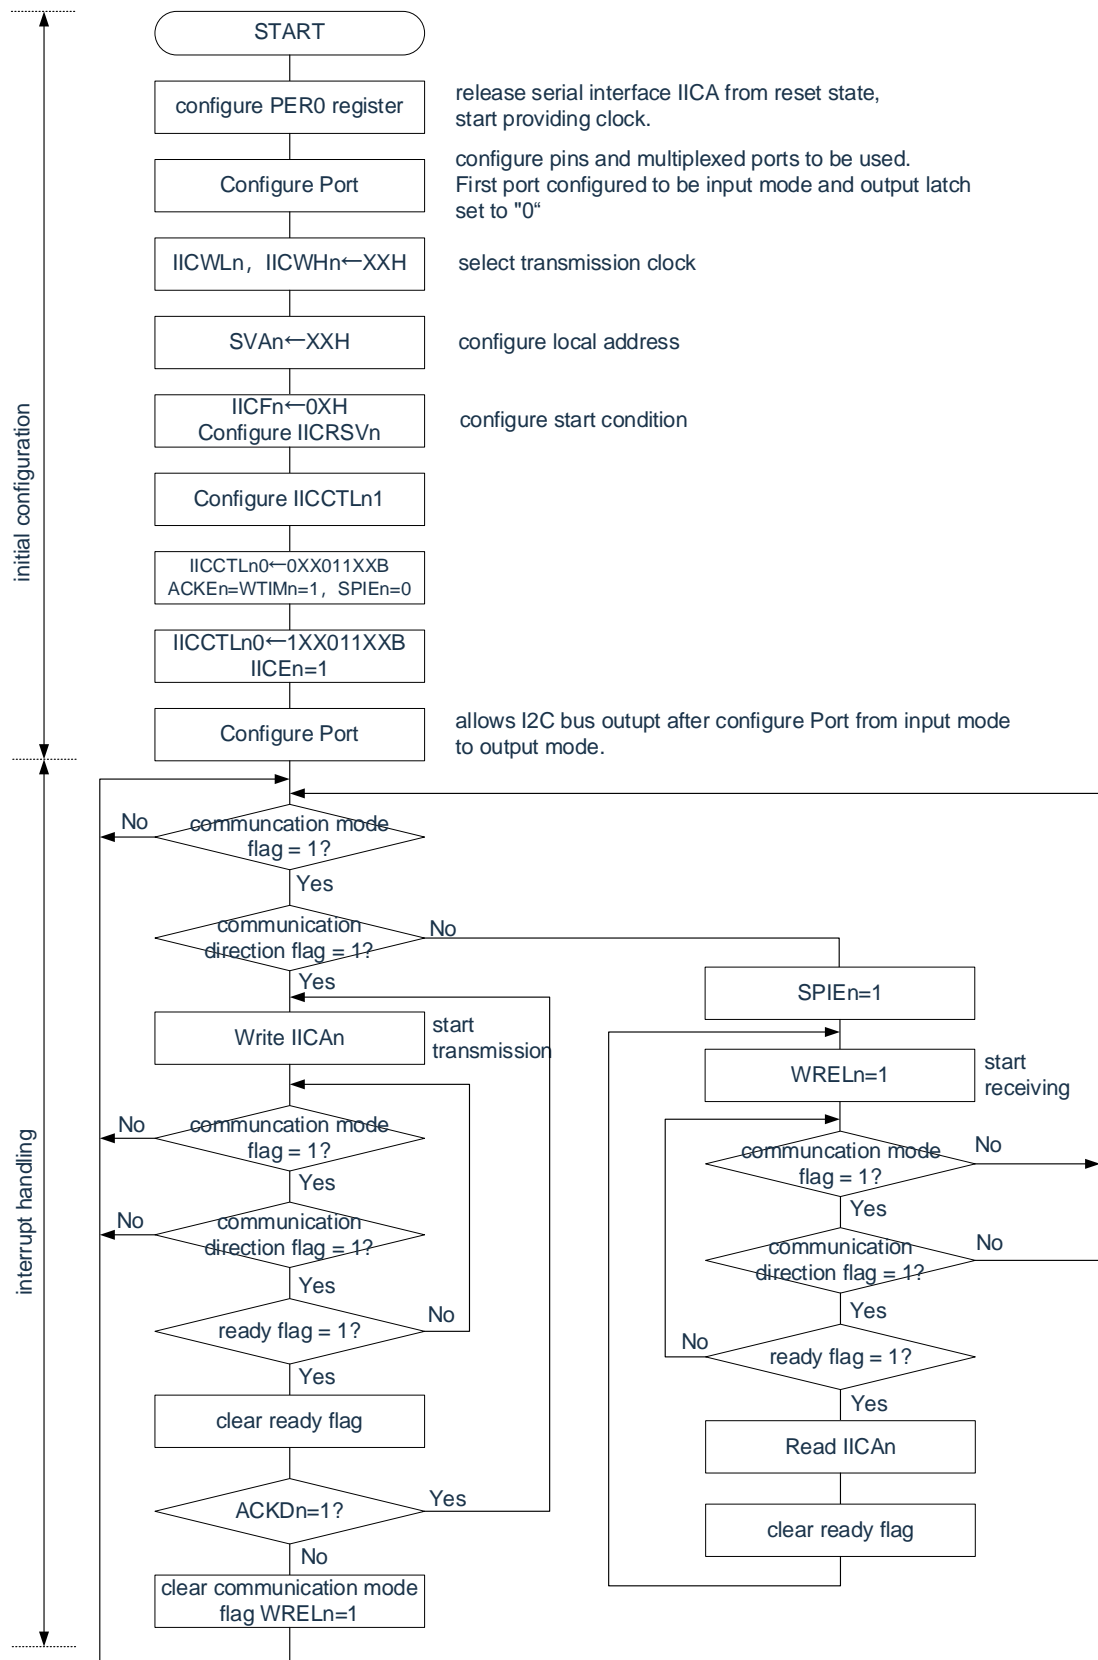 START
configure PER0 register
release serial interface IICA from reset state,
start providing clock.
Configure Port
configure pins and multiplexed ports to be used.
First port configured to be input mode and output latch
set to "0“
IICWLn，IICWHn←XXH
select transmission clock
SVAn←XXH
configure local address
IICFn←0XH
Configure IICRSVn
configure start condition
Configure IICCTLn1
IICCTLn0←0XX011XXB
ACKEn=WTIMn=1，SPIEn=0
IICCTLn0←1XX011XXB
IICEn=1
Configure Port
allows I2C bus outupt after configure Port from input mode
to output mode.
initial configuration
No
communcation mode
flag = 1?
Yes
communication
direction flag = 1?
No
Yes
Write IICAn
start
transmission
No
communcation mode
flag = 1?
Yes
No
communication
direction flag = 1?
Yes
ready flag = 1?
No
Yes
clear ready flag
ACKDn=1?
Yes
No
clear communication mode
flag WRELn=1
SPIEn=1
WRELn=1
start
receiving
communcation mode
flag = 1?
No
Yes
communication
direction flag = 1?
No
Yes
No
ready flag = 1?
Yes
Read IICAn
clear ready flag
interrupt handling